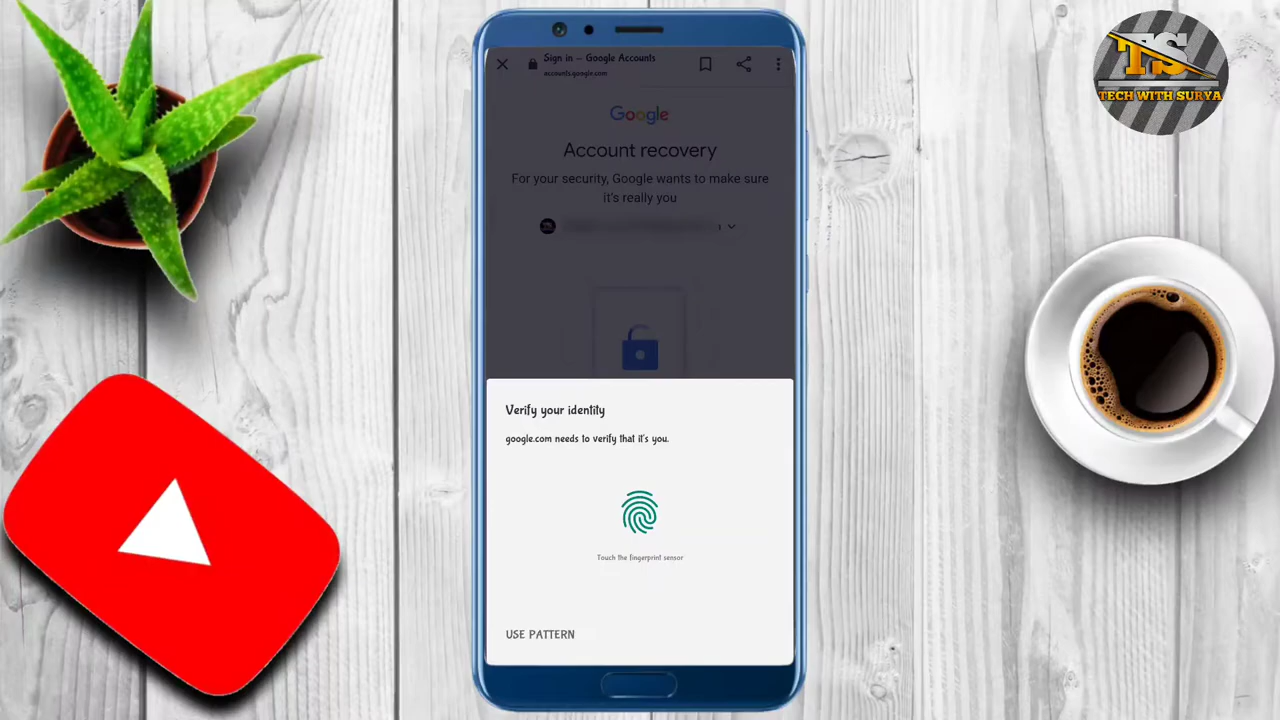 Sign in – Google Accounts
accounts.google.com
Google
Account recovery
For your security, Google wants to make sure
it's really you
Verify your identity
google.com needs to verify that it's you.
Touch the fingerprint sensor
USE PATTERN
TS
TECH WITH SURYA